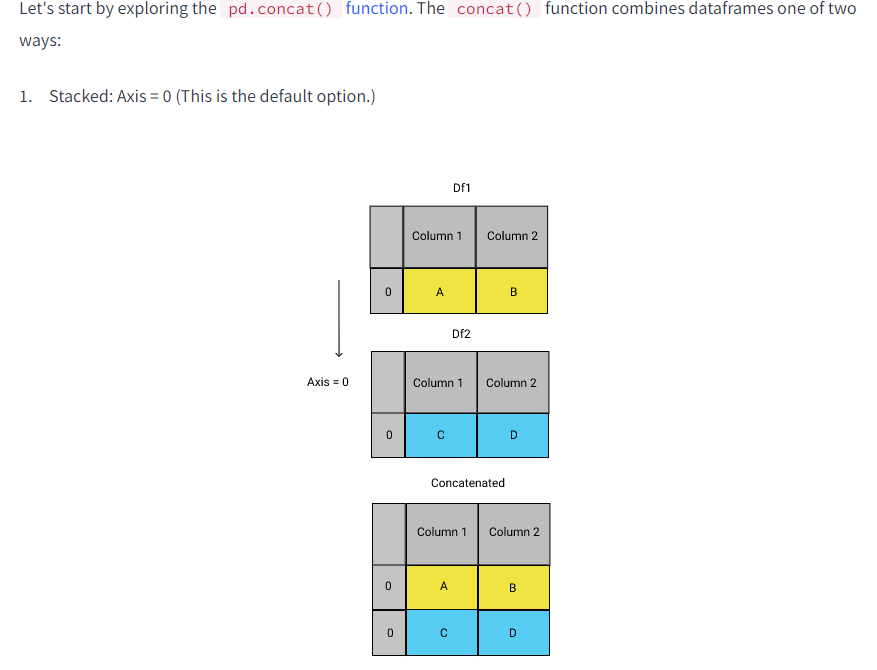 Let's start by exploring the pd.concat() function. The concat() function combines dataframes one of two
ways:
1. Stacked: Axis = 0 (This is the default option.)
Df1
Column 1 Column 2
0 A B
Df2
Axis = 0
Column 1 Column 2
0 C D
Concatenated
Column 1 Column 2
0 A B
0 C D